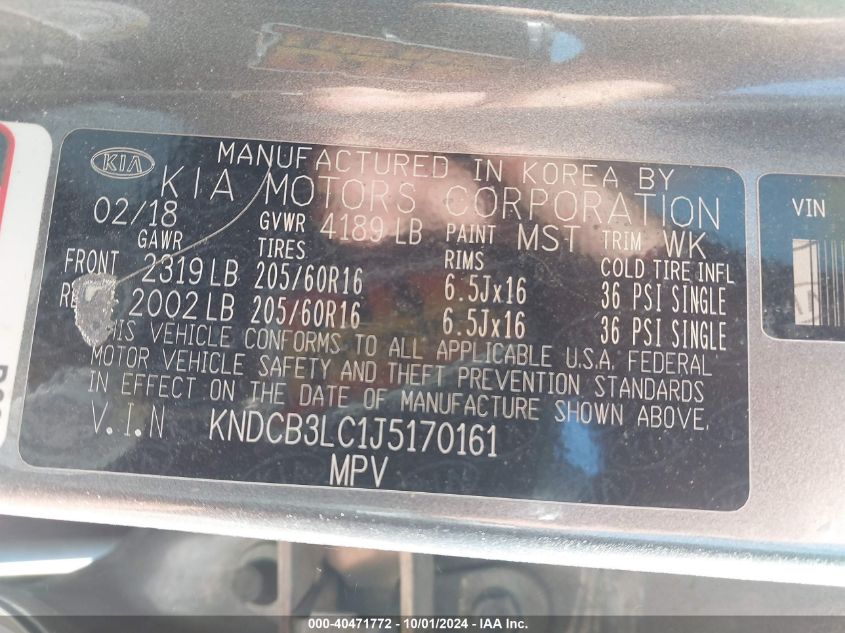 KIA
MANUFACTURED IN KOREA BY
KIA MOTORS CORPORATION
02/18 GVWR 4189 LB PAINT MST TRIM WK
GAWR TIRES RIMS COLD TIRE INFL
FRONT 2319 LB 205/60R16 6.5Jx16 36 PSI SINGLE
2002 LB 205/60R16 6.5Jx16 36 PSI SINGLE
THIS VEHICLE CONFORMS TO ALL APPLICABLE U.S.A. FEDERAL
MOTOR VEHICLE SAFETY AND THEFT PREVENTION STANDARDS
IN EFFECT ON THE DATE OF MANUFACTURE SHOWN ABOVE.
V.I.N KNDCB3LC1J5170161
MPV
VIN
000-40471772 - 10/01/2024 - IAA Inc.